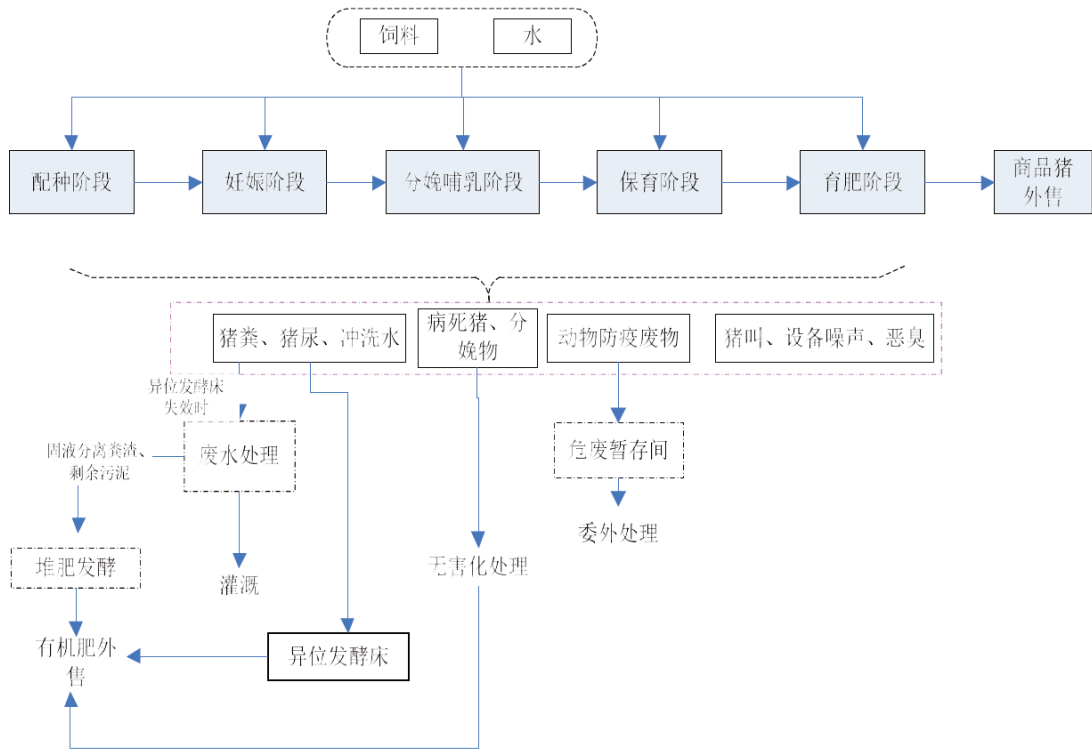 饲料
水
配种阶段
妊娠阶段
分娩哺乳阶段
保育阶段
育肥阶段
商品猪
外售
猪粪、猪尿、冲洗水
病死猪、分
娩物
动物防疫废物
猪叫、设备噪声、恶臭
异位发酵床
失效时
固液分离粪渣、
剩余污泥
废水处理
危废暂存间
委外处理
堆肥发酵
灌溉
无害化处理
有机肥外
售
异位发酵床